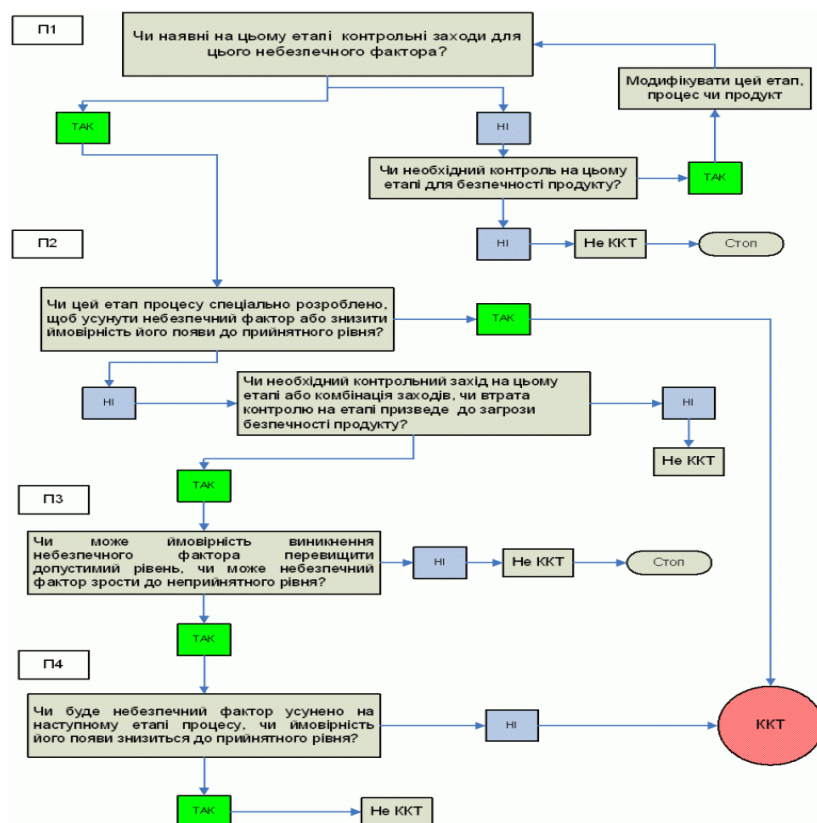 П1
Чи наявні на цьому етапі контрольні заходи для
цього небезпечного фактора?
Модифікувати цей етап,
процес чи продукт
ТАК
НІ
Чи необхідний контроль на цьому
етапі для безпечності продукту?
ТАК
НІ
Не ККТ
Стоп
П2
Чи цей етап процесу спеціально розроблено,
щоб усунути небезпечний фактор або знизити
ймовірність його появи до прийнятного рівня?
ТАК
НІ
Чи необхідний контрольний захід на цьому
етапі або комбінація заходів, чи втрата
контролю на етапі призведе до загрози
безпечності продукту?
НІ
Не ККТ
ТАК
П3
Чи може ймовірність виникнення
небезпечного фактора перевищити
допустимий рівень, чи може небезпечний
фактор зрости до неприйнятного рівня?
НІ
Не ККТ
Стоп
ТАК
П4
Чи буде небезпечний фактор усунено на
наступному етапі процесу, чи ймовірність
його появи знизиться до прийнятного рівня?
НІ
ККТ
ТАК
Не ККТ